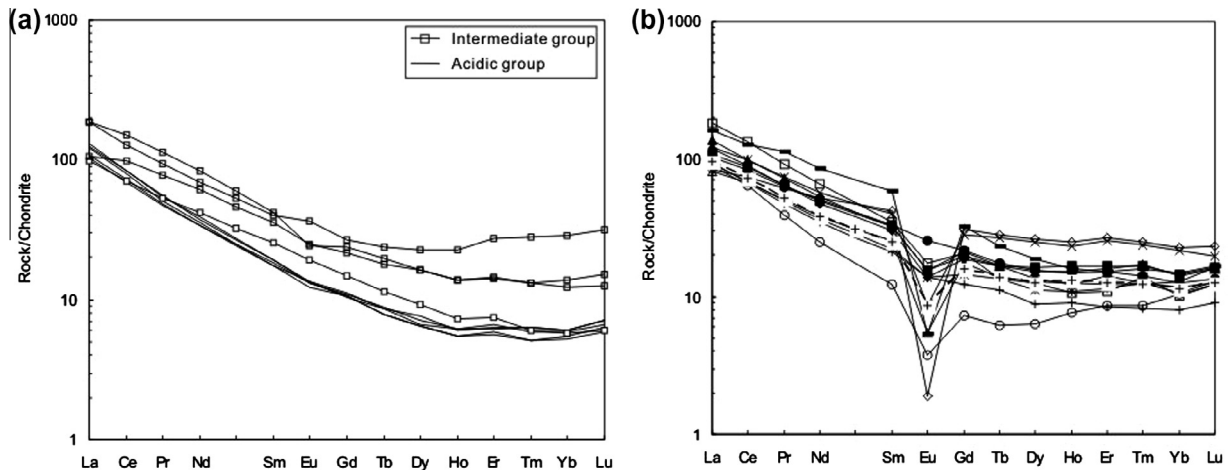 (a)
1000
100
10
1
Rock/Chondrite
Intermediate group
Acidic group
La Ce Pr Nd Sm Eu Gd Tb Dy Ho Er Tm Yb Lu
(b)
1000
100
10
1
Rock/Chondrite
La Ce Pr Nd Sm Eu Gd Tb Dy Ho Er Tm Yb Lu